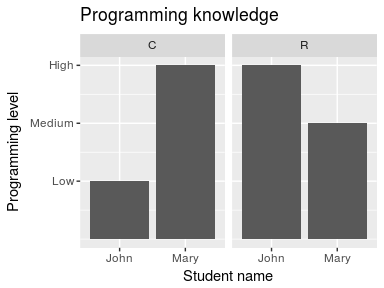 Programming knowledge
C
R
High
Medium
Low
Programming level
John
Mary
John
Mary
Student name